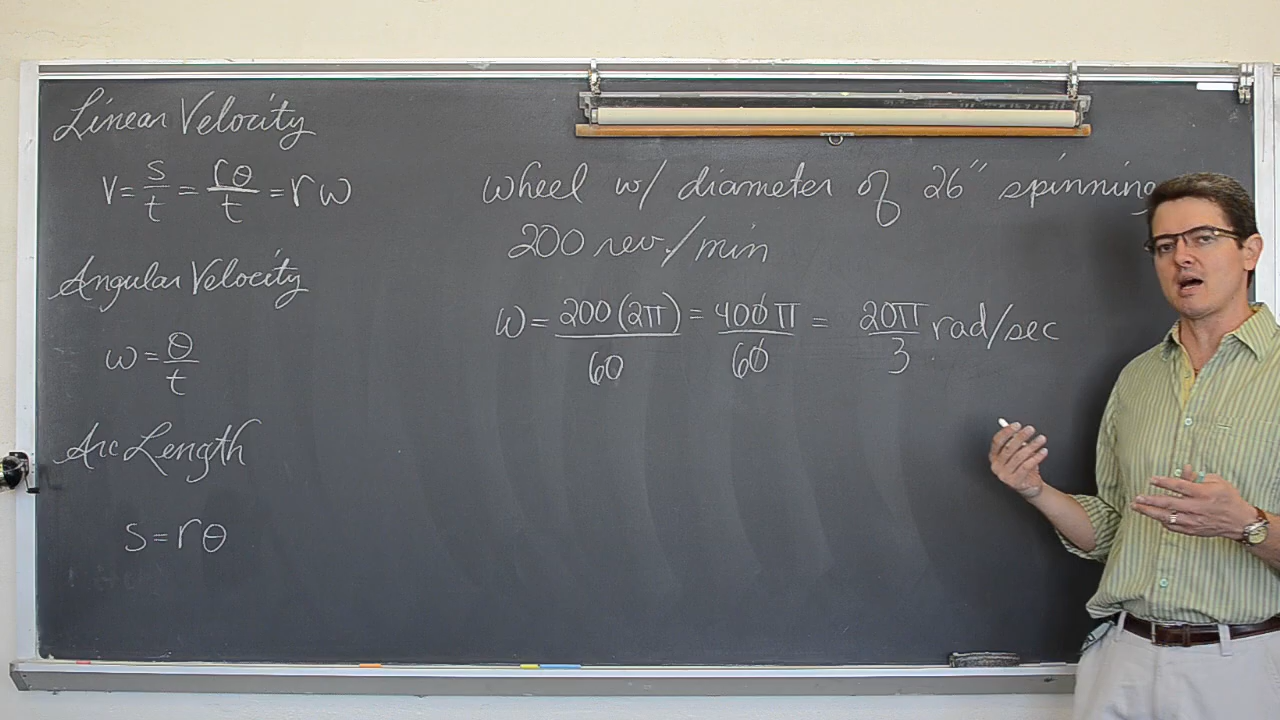 Linear Velocity
v = s/t = rθ/t = rω
Angular Velocity
ω = θ/t
Arc Length
s = rθ
Wheel w/ diameter of 26" spinning
200 rev./min
ω = 200(2π)/60 = 400π/60 = 20π/3 rad/sec